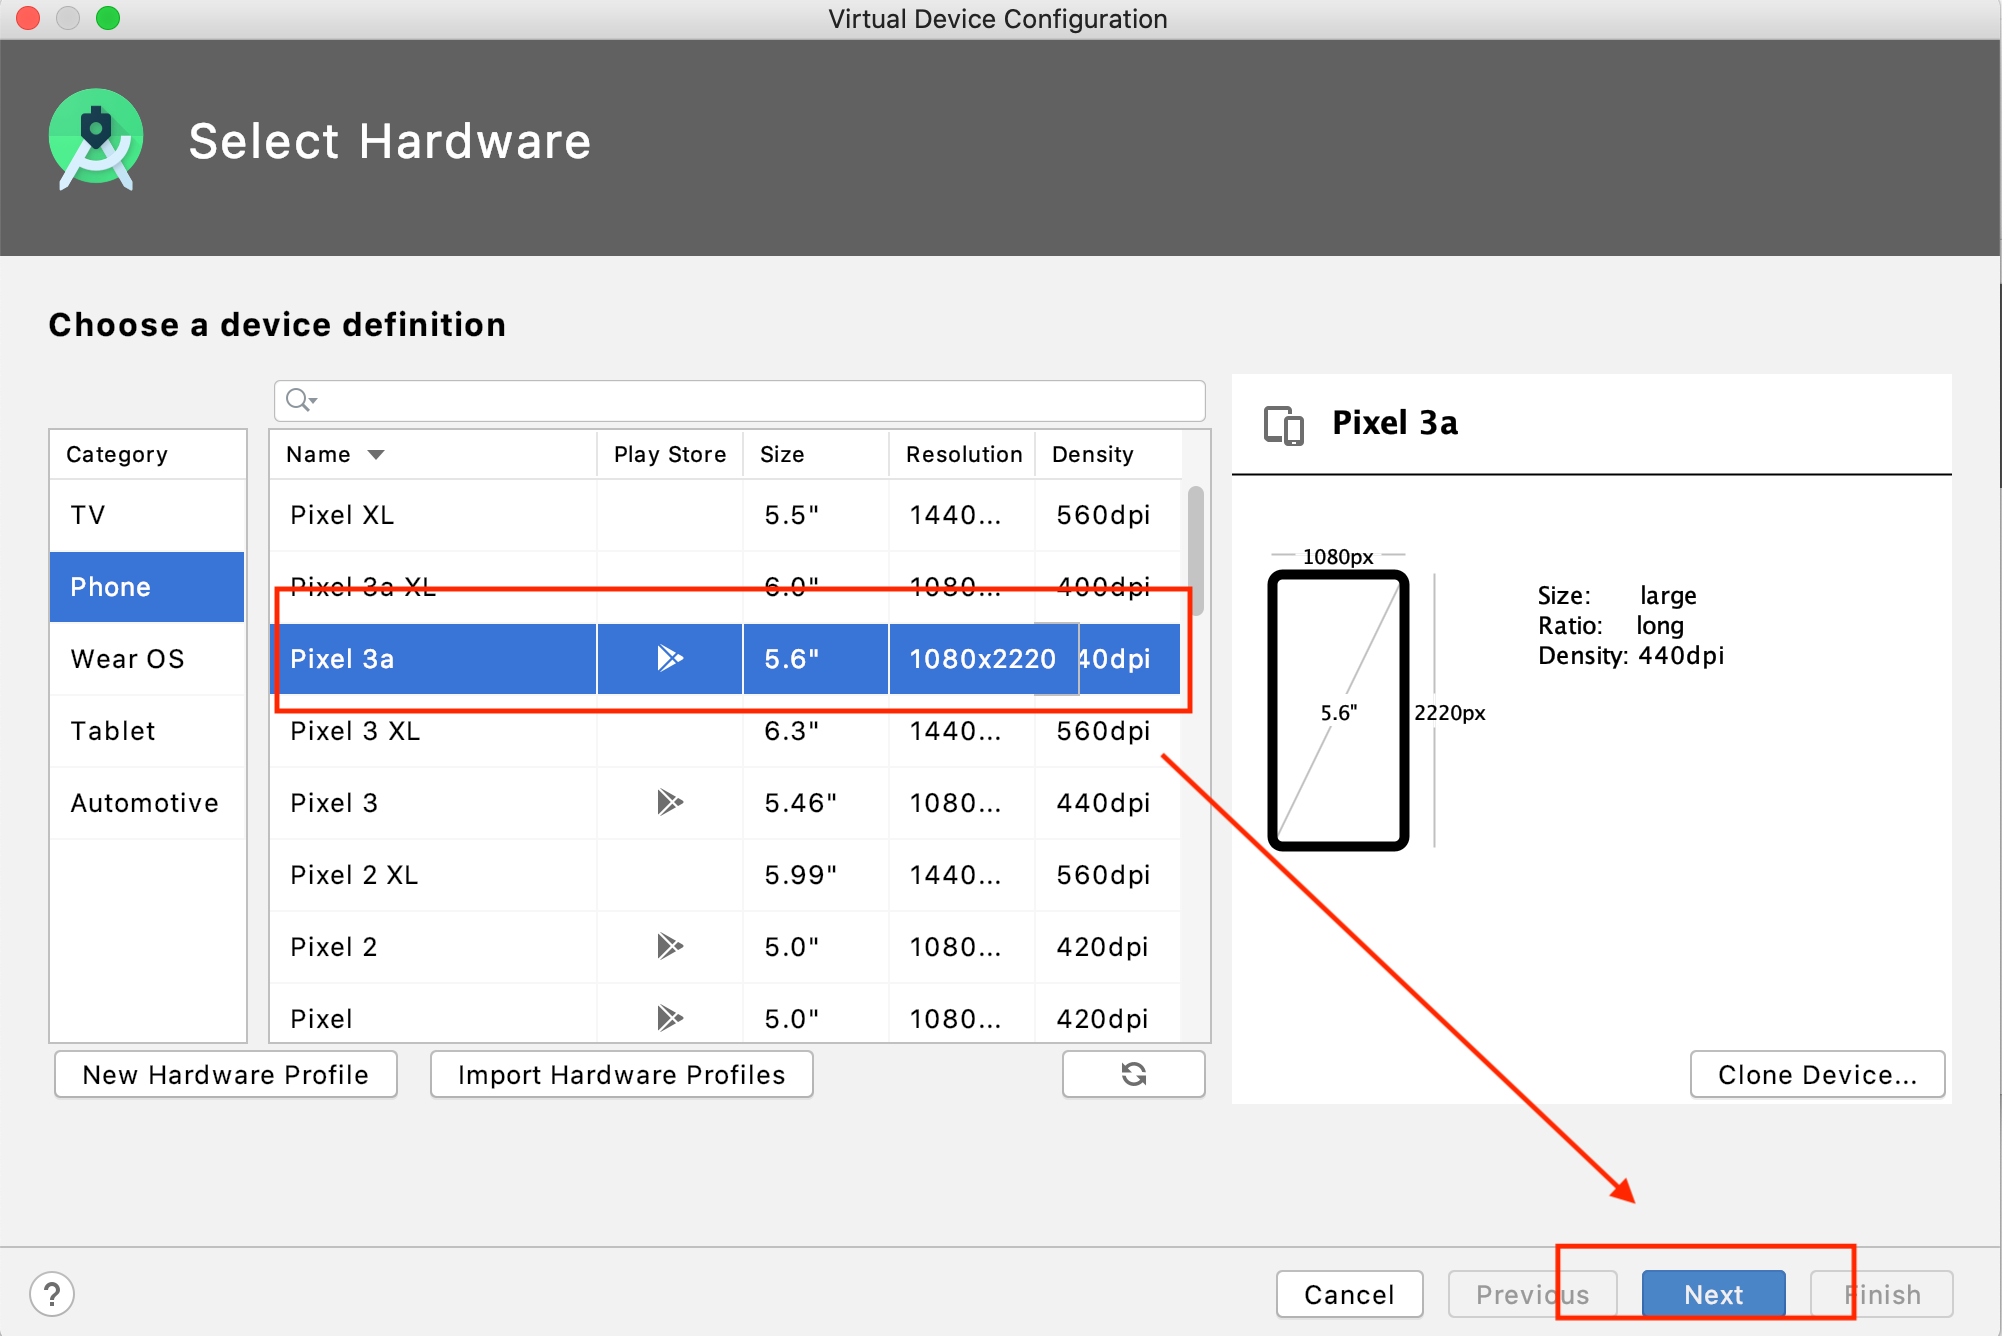 Virtual Device Configuration
Select Hardware
Choose a device definition
Category
TV
Phone
Wear OS
Tablet
Automotive
Name Play Store Size Resolution Density
Pixel XL 5.5" 1440... 560dpi
Pixel 3a XL 6.0" 1080... 400dpi
Pixel 3a 5.6" 1080x2220 40dpi
Pixel 3 XL 6.3" 1440... 560dpi
Pixel 3 5.46" 1080... 440dpi
Pixel 2 XL 5.99" 1440... 560dpi
Pixel 2 5.0" 1080... 420dpi
Pixel 5.0" 1080... 420dpi
New Hardware Profile Import Hardware Profiles
Pixel 3a
1080px
5.6"
2220px
Size: large
Ratio: long
Density: 440dpi
Clone Device...
? Cancel Previous Next Finish